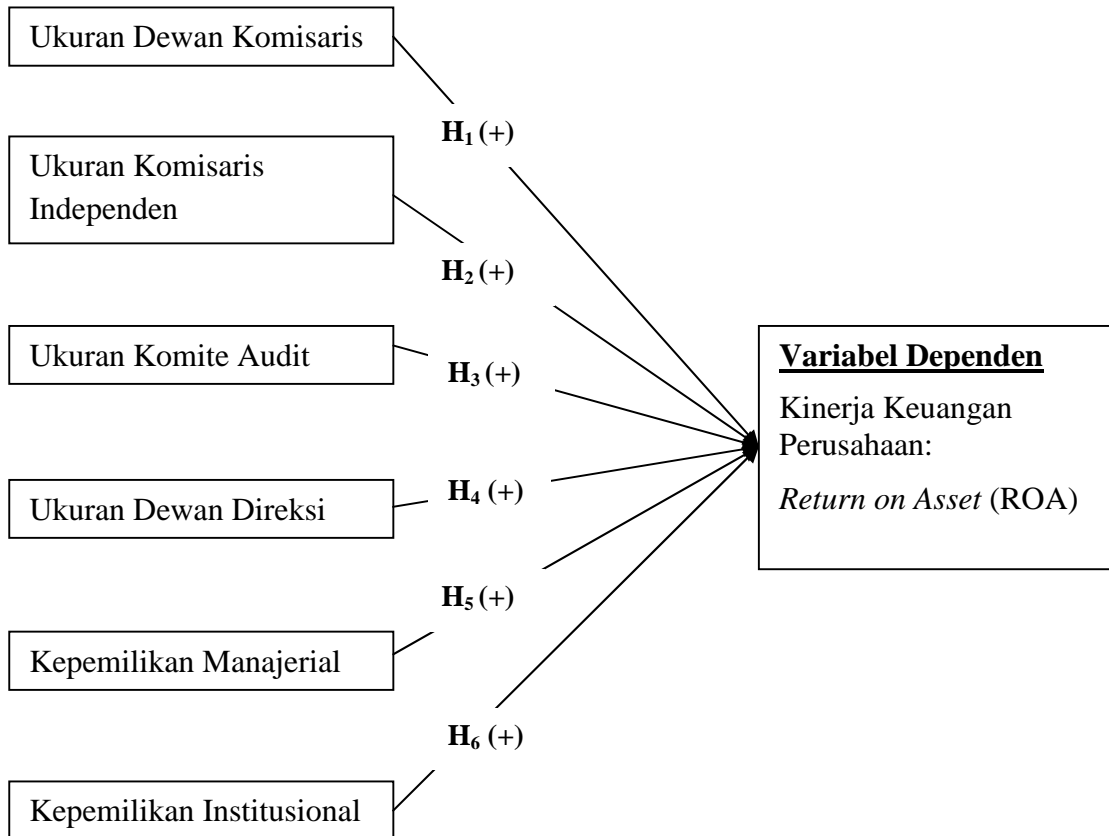 Ukuran Dewan Komisaris
H1 (+)
Ukuran Komisaris
Independen
H2 (+)
Ukuran Komite Audit
H3 (+)
Ukuran Dewan Direksi
H4 (+)
Kepemilikan Manajerial
H5 (+)
Kepemilikan Institusional
H6 (+)
Variabel Dependen
Kinerja Keuangan
Perusahaan:
Return on Asset (ROA)